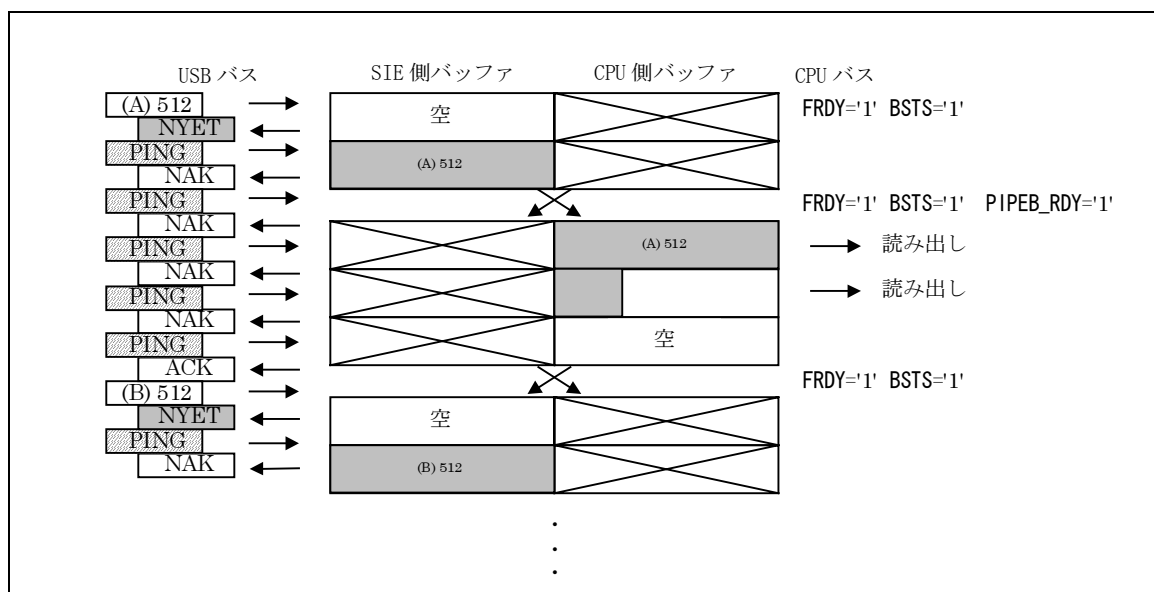 USB バス SIE 側バッファ CPU 側バッファ CPU バス
(A) 512 空 FRDY='1' BSTS='1'
NYET
PING (A) 512
NAK
PING FRDY='1' BSTS='1' PIPEB_RDY='1'
NAK
PING (A) 512 読み出し
NAK
PING 読み出し
NAK
PING 空
ACK
(B) 512 FRDY='1' BSTS='1'
NYET 空
PING
NAK (B) 512